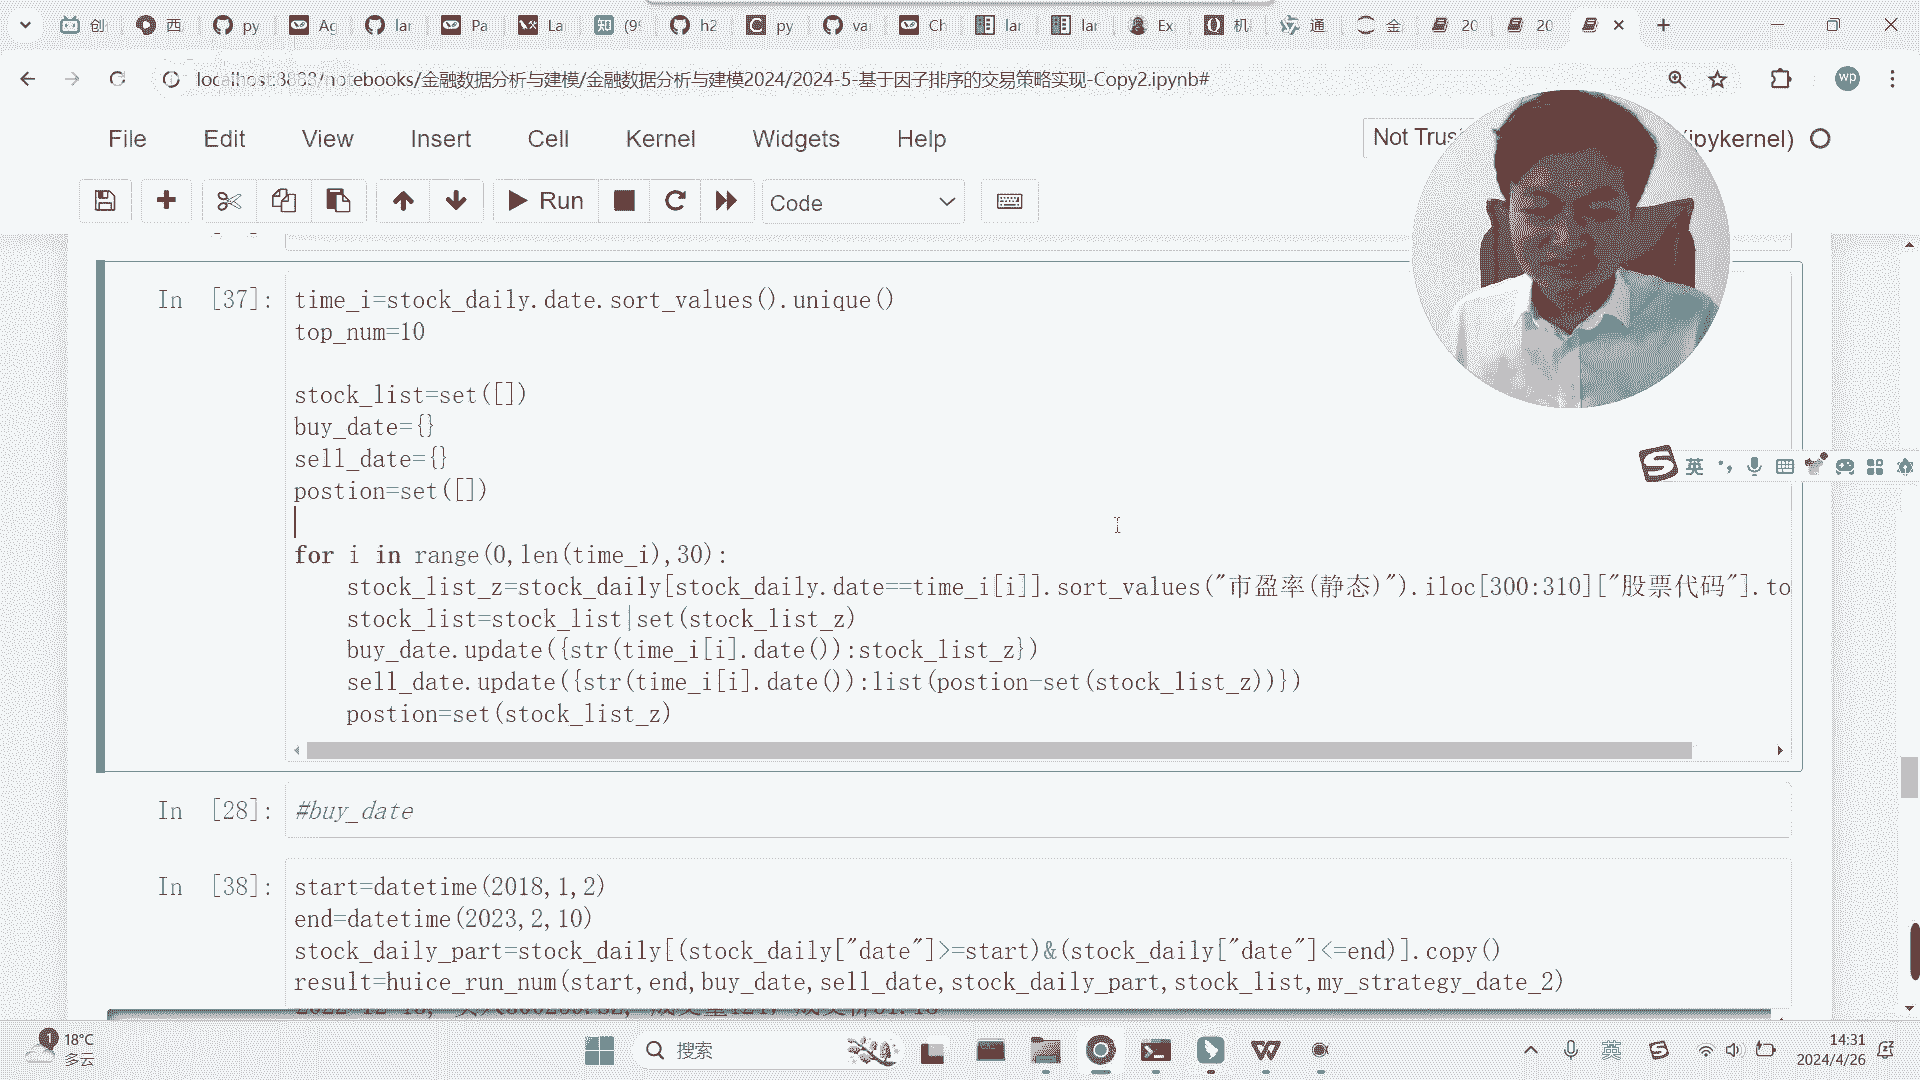 创 西 py Ag lar Pa La (9 h2 py va Ch lar lar Ex 机 通 金 20 20
localhost:8888/notebooks/金融数据分析与建模/金融数据分析与建模2024/2024-5-基于因子排序的交易策略实现-Copy2.ipynb#
wp
File Edit View Insert Cell Kernel Widgets Help Not Trus (ipykernel)
Run Code
In [37]: time_i=stock_daily.date.sort_values().unique()
top_num=10
stock_list=set([])
buy_date={}
sell_date={}
postion=set([])
for i in range(0,len(time_i),30):
stock_list_z=stock_daily[stock_daily.date==time_i[i]].sort_values("市盈率(静态)").iloc[300:310]["股票代码"].to
stock_list=stock_list|set(stock_list_z)
buy_date.update({str(time_i[i].date()):stock_list_z})
sell_date.update({str(time_i[i].date()):list(postion-set(stock_list_z))})
postion=set(stock_list_z)
英
In [28]: #buy_date
In [38]: start=datetime(2018,1,2)
end=datetime(2023,2,10)
stock_daily_part=stock_daily[(stock_daily["date"]>=start)&(stock_daily["date"]<=end)].copy()
result=huice_run_num(start,end,buy_date,sell_date,stock_daily_part,stock_list,my_strategy_date_2)
1 18°C
多云
搜索
英
14:31
2024/4/26